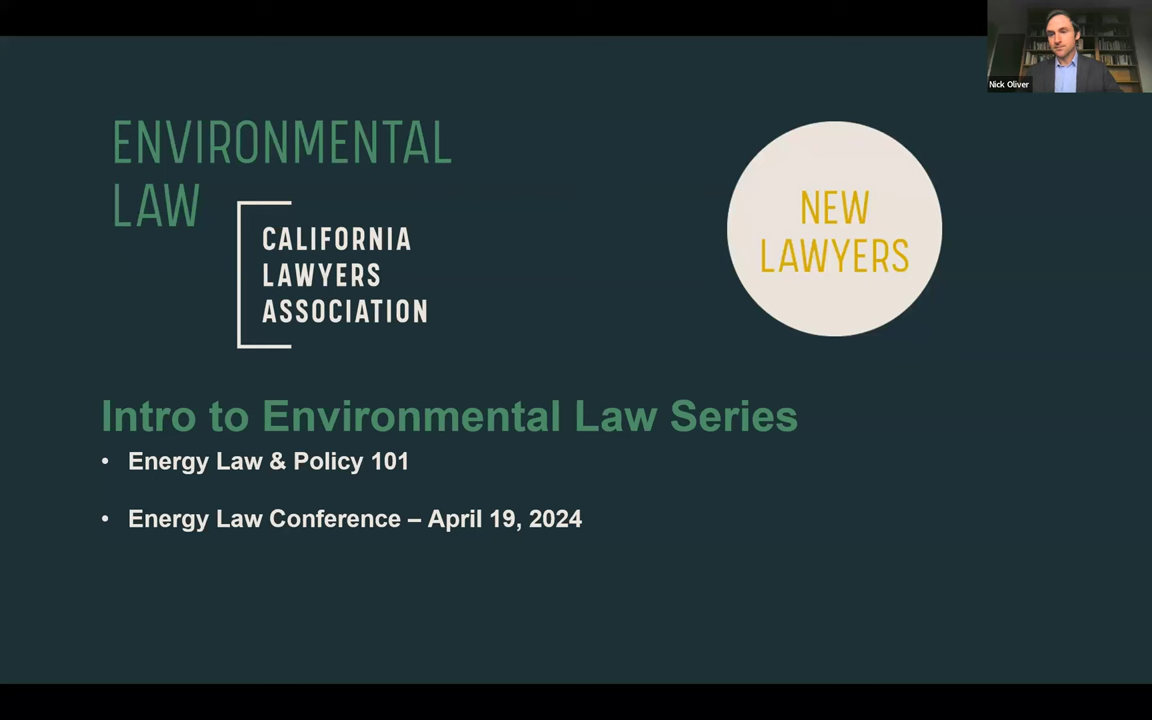 Nick Oliver
ENVIRONMENTAL
LAW
CALIFORNIA
LAWYERS
ASSOCIATION
NEW
LAWYERS
Intro to Environmental Law Series
• Energy Law & Policy 101
• Energy Law Conference – April 19, 2024